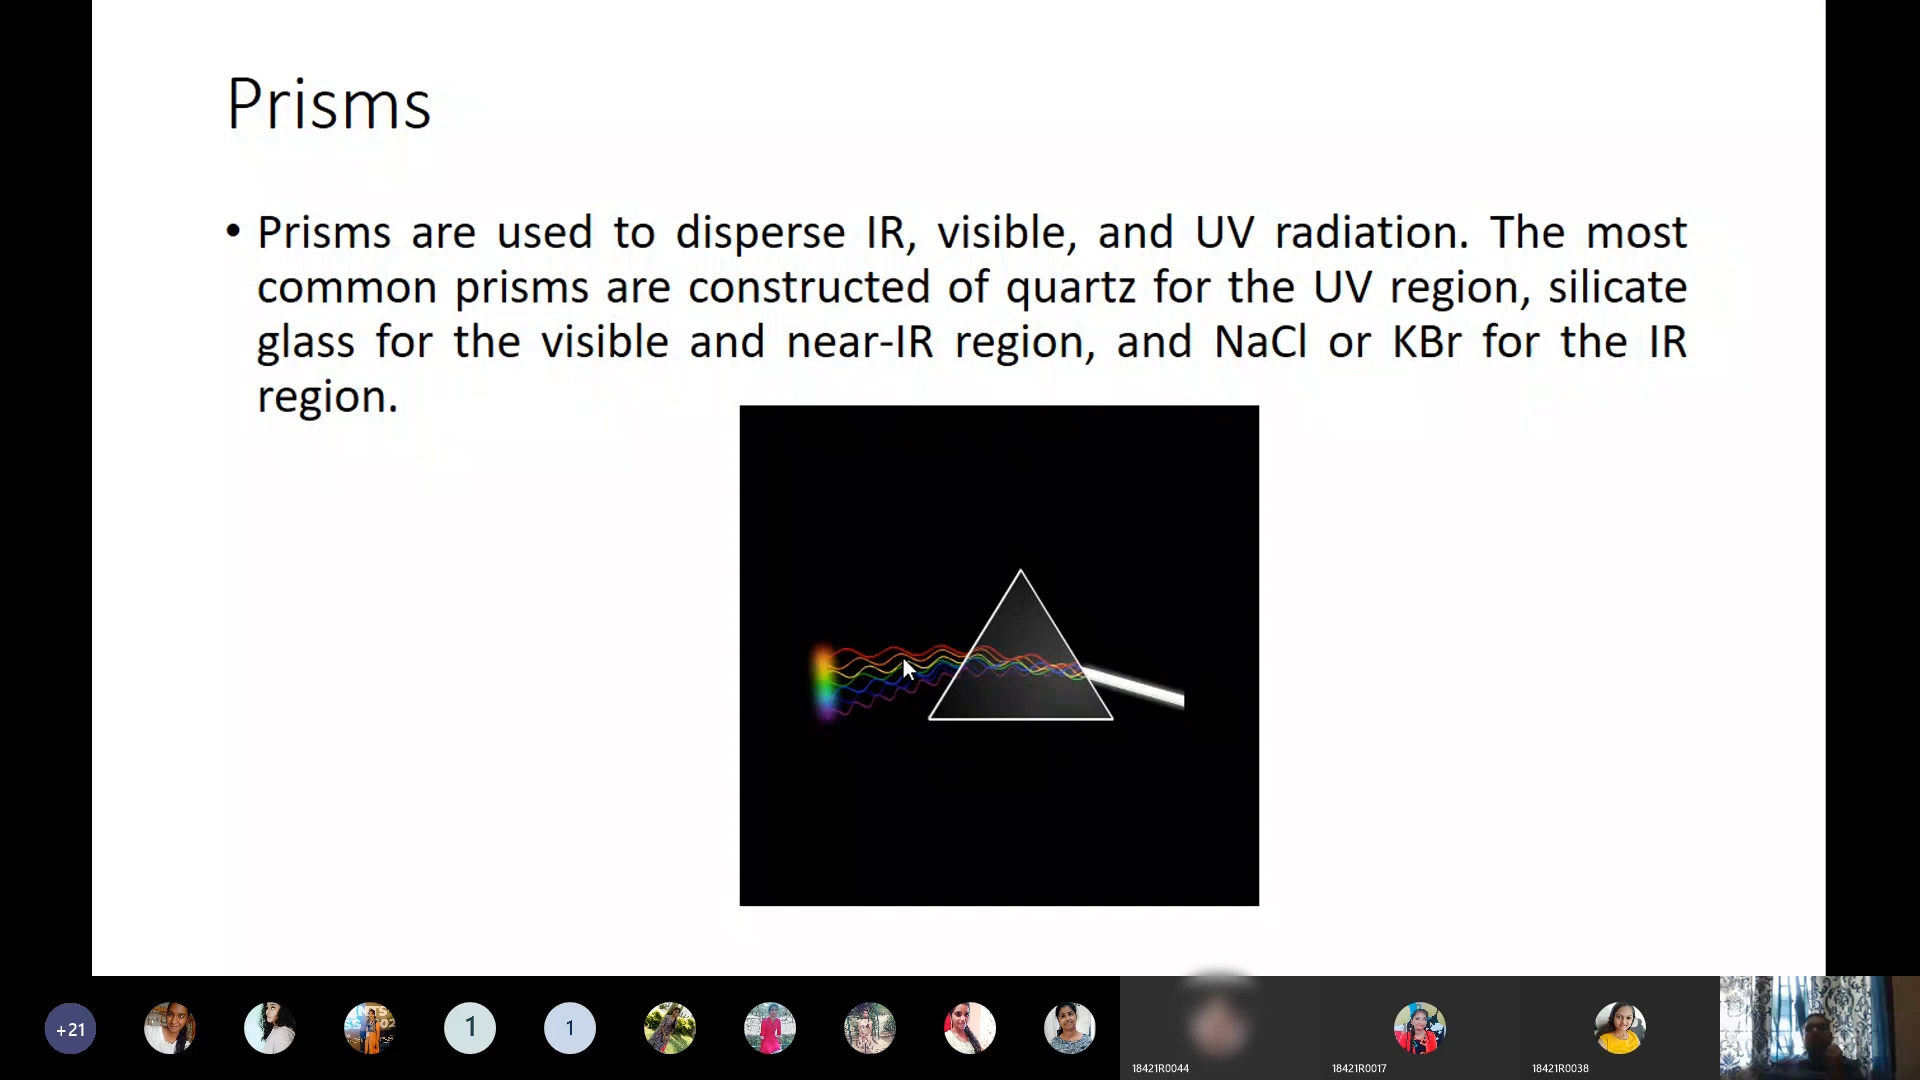 Prisms
• Prisms are used to disperse IR, visible, and UV radiation. The most
common prisms are constructed of quartz for the UV region, silicate
glass for the visible and near-IR region, and NaCl or KBr for the IR
region.
+21
1
1
18421R0044
18421R0017
18421R0038